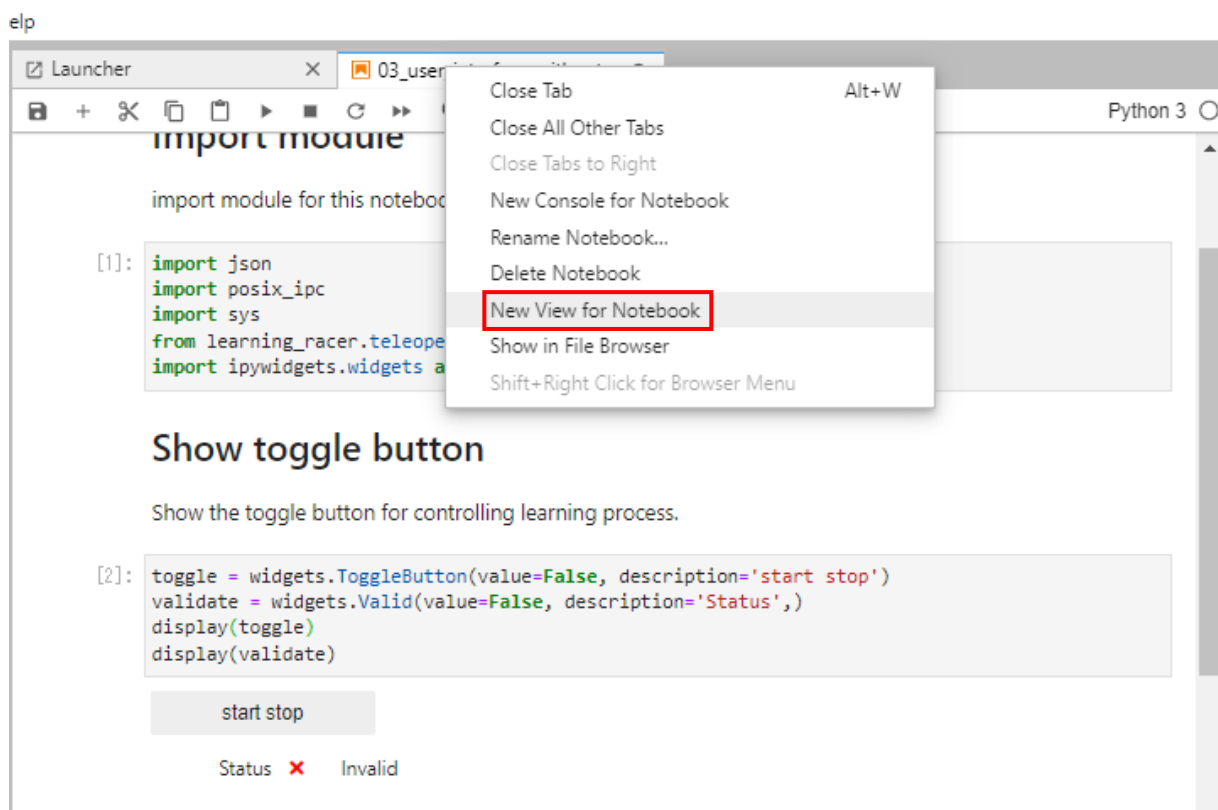 elp
Launcher
03_user
Close Tab Alt+W
Close All Other Tabs
Close Tabs to Right
New Console for Notebook
Rename Notebook...
Delete Notebook
New View for Notebook
Show in File Browser
Shift+Right Click for Browser Menu
Python 3
Import module
import module for this noteboo
[1]:
import json
import posix_ipc
import sys
from learning_racer.teleope
import ipywidgets.widgets a
Show toggle button
Show the toggle button for controlling learning process.
[2]:
toggle = widgets.ToggleButton(value=False, description='start stop')
validate = widgets.Valid(value=False, description='Status',)
display(toggle)
display(validate)
start stop
Status Invalid